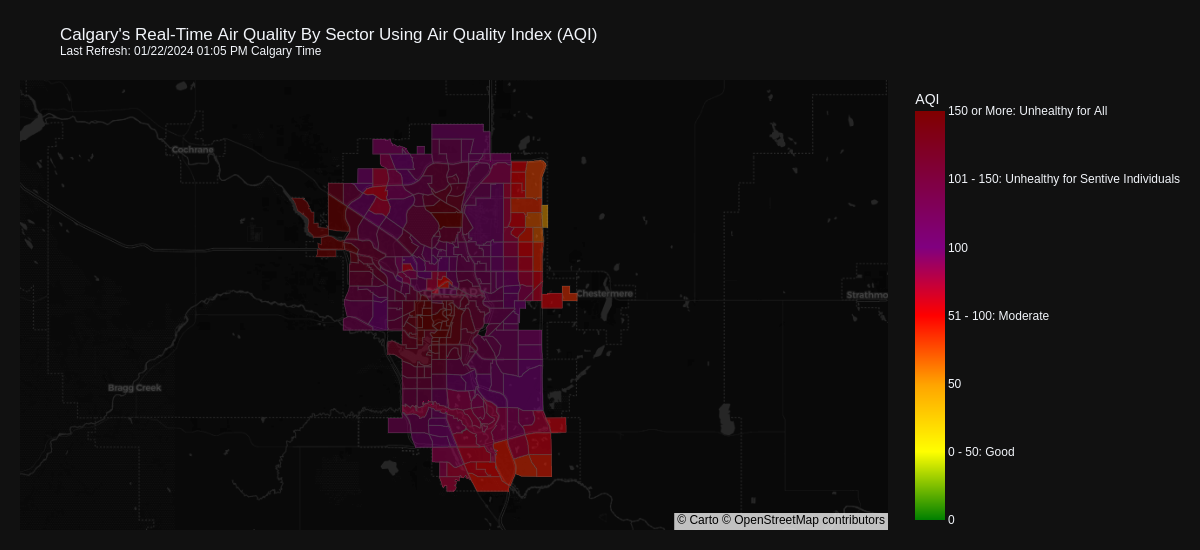 Calgary's Real-Time Air Quality By Sector Using Air Quality Index (AQI)
Last Refresh: 01/22/2024 01:05 PM Calgary Time
AQI
150 or More: Unhealthy for All
101 - 150: Unhealthy for Sentive Individuals
100
51 - 100: Moderate
50
0 - 50: Good
0
Cochrane
CALGARY
Chestermere
Strathmo
Bragg Creek
© Carto © OpenStreetMap contributors